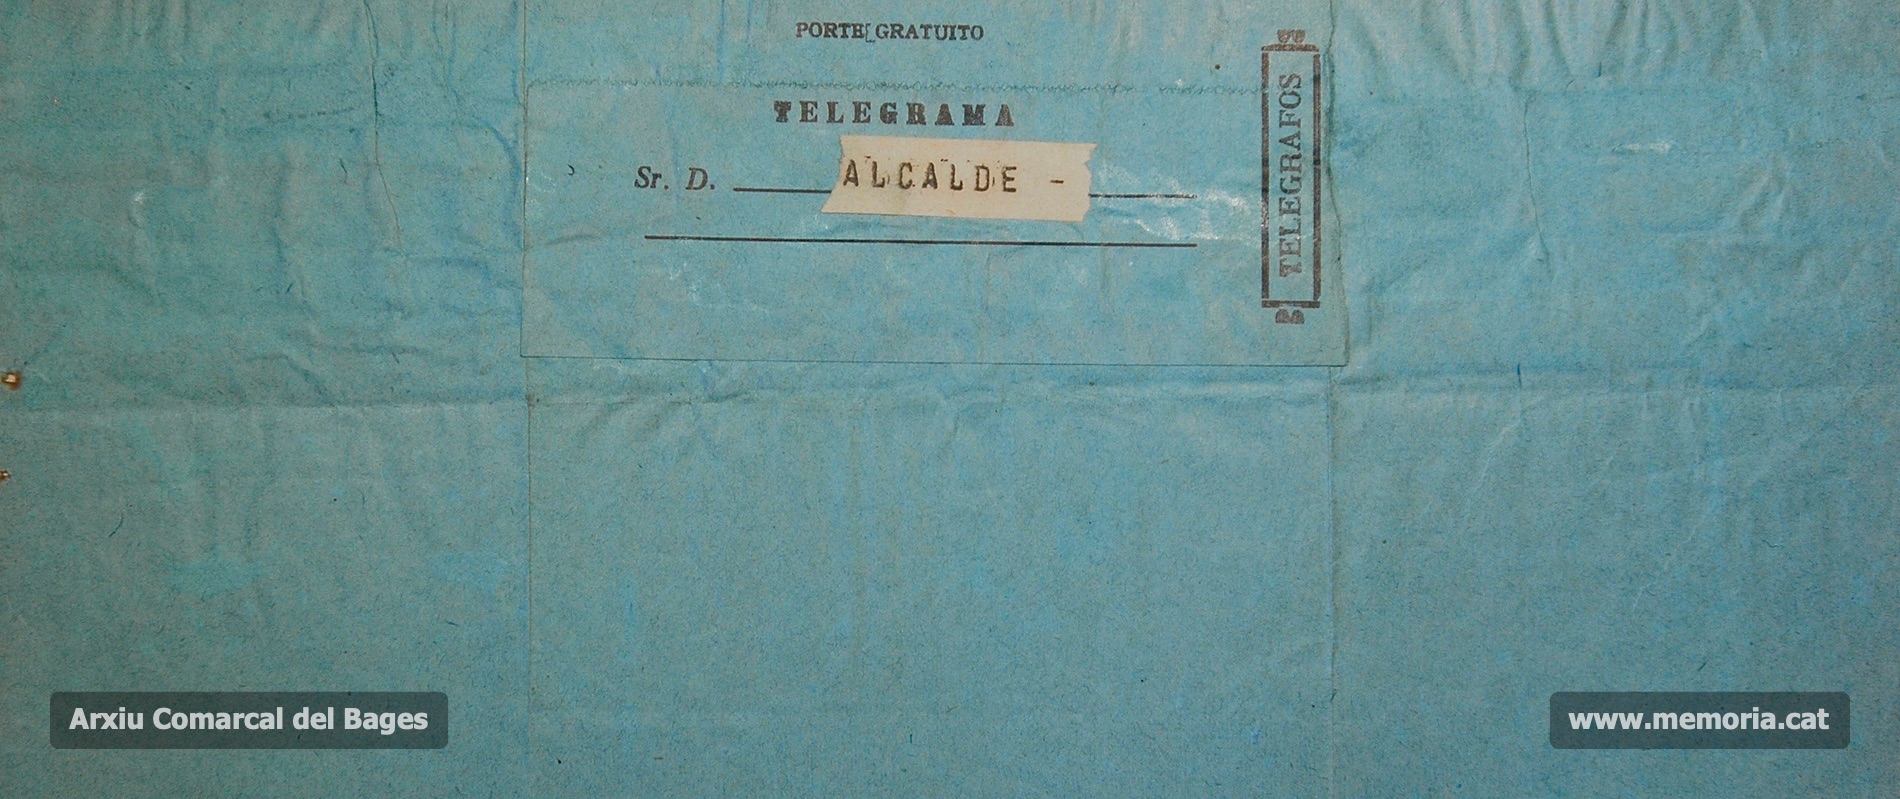 PORTE GRATUITO
TELEGRAMA
Sr. D. ALCALDE -
TELEGRAFOS
Arxiu Comarcal del Bages
www.memoria.cat